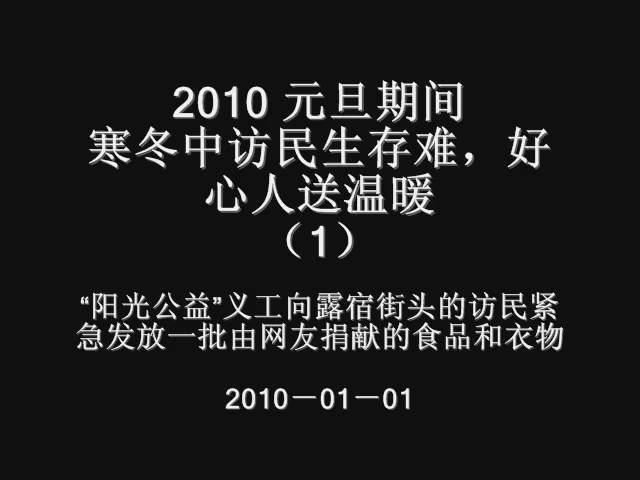 2010 元旦期间
寒冬中访民生存难，好
心人送温暖
（1）
“阳光公益”义工向露宿街头的访民紧
急发放一批由网友捐献的食品和衣物
2010－01－01